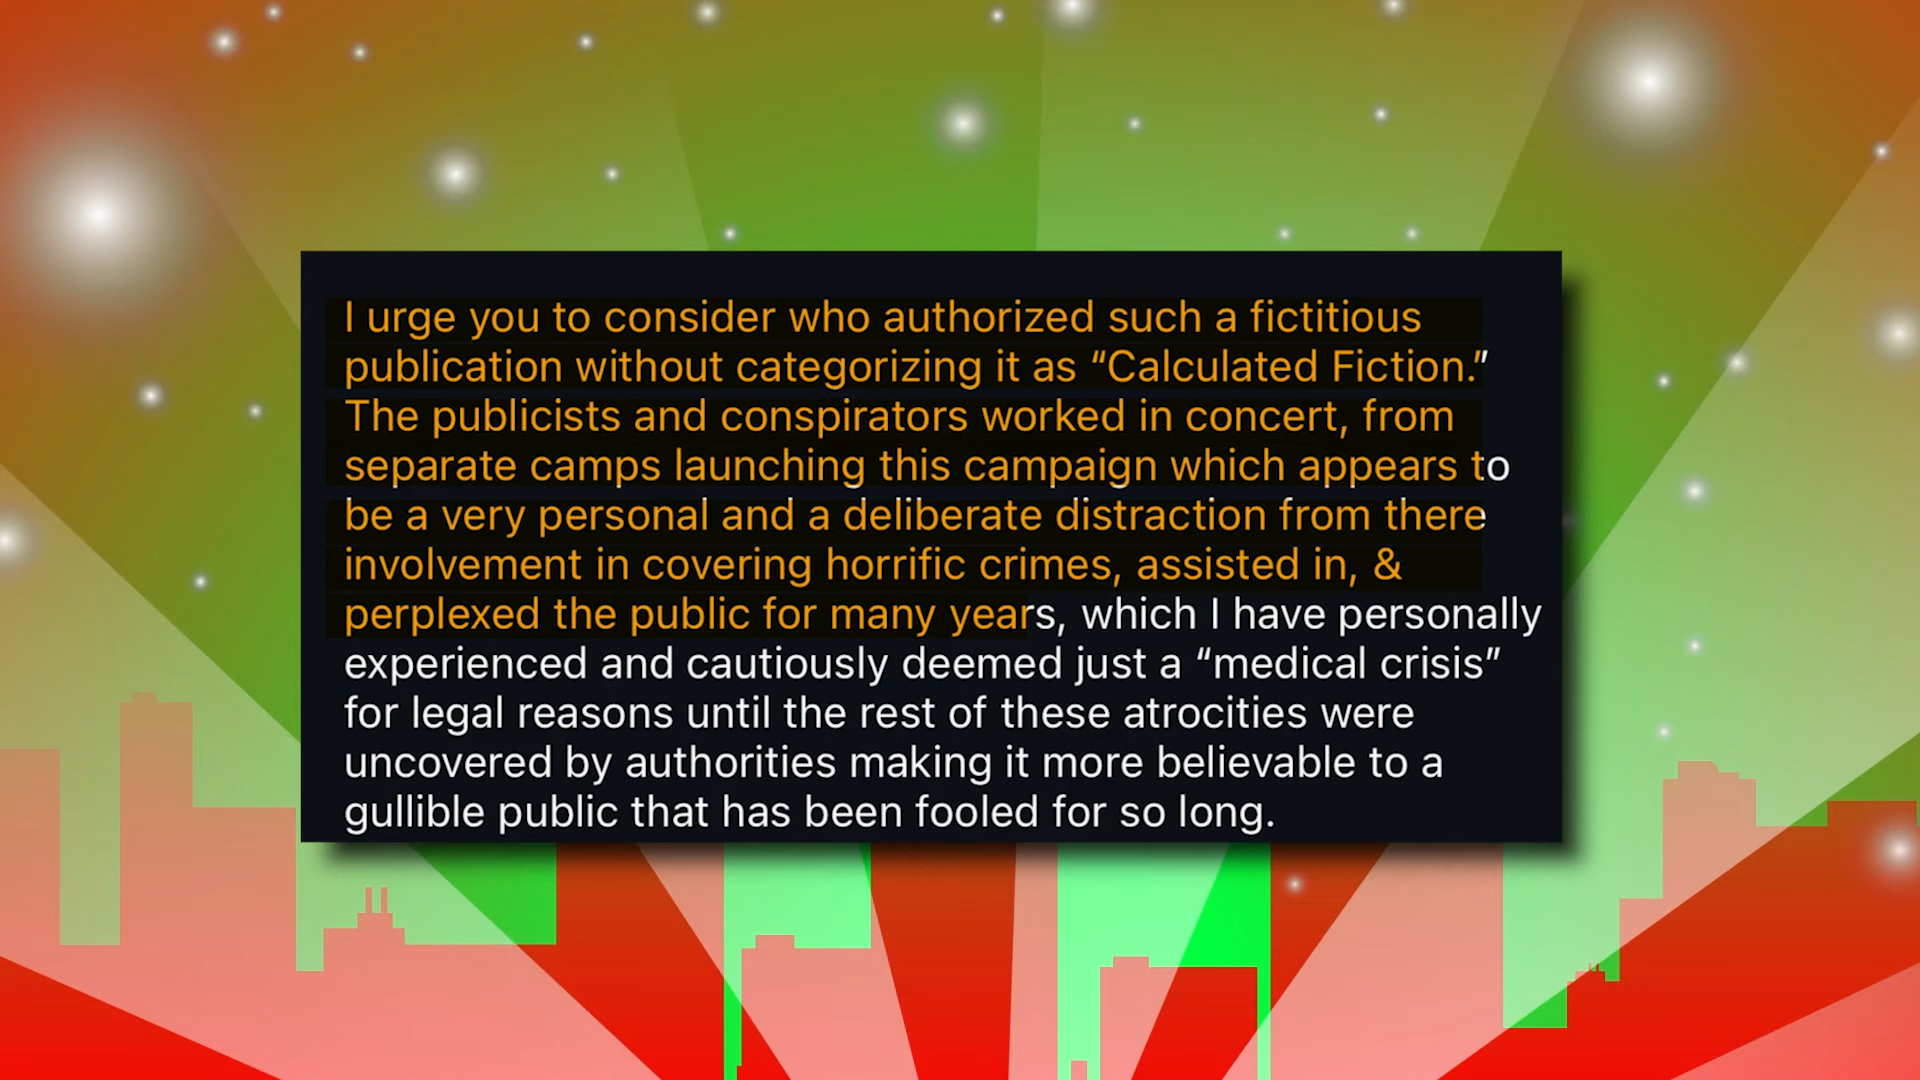 I urge you to consider who authorized such a fictitious
publication without categorizing it as “Calculated Fiction.”
The publicists and conspirators worked in concert, from
separate camps launching this campaign which appears to
be a very personal and a deliberate distraction from there
involvement in covering horrific crimes, assisted in, &
perplexed the public for many years, which I have personally
experienced and cautiously deemed just a “medical crisis”
for legal reasons until the rest of these atrocities were
uncovered by authorities making it more believable to a
gullible public that has been fooled for so long.